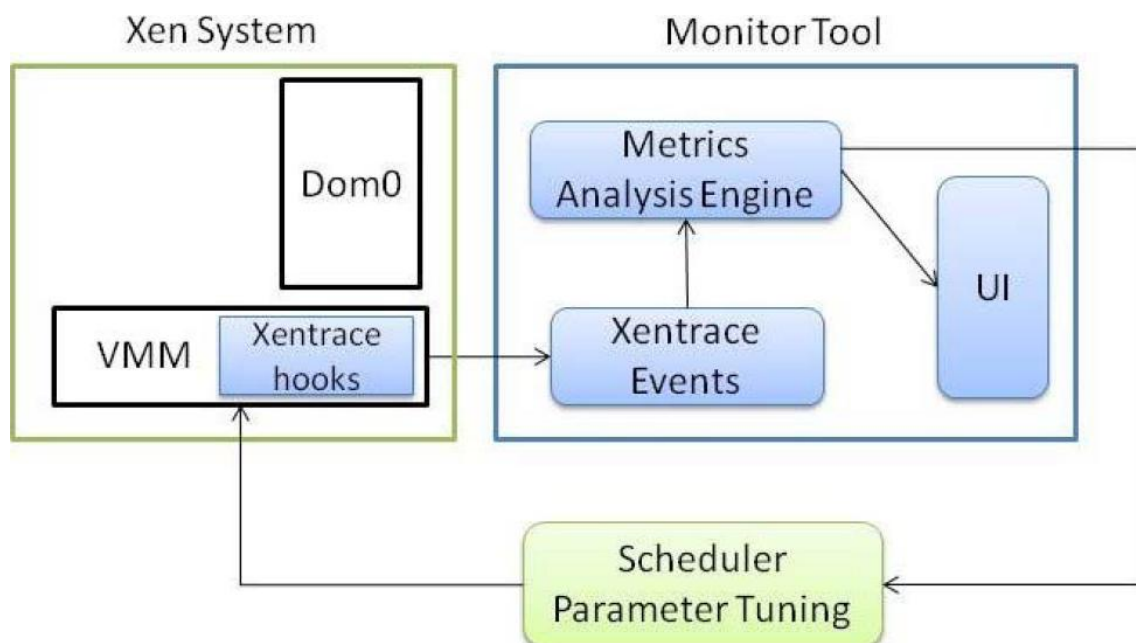 Xen System
Monitor Tool
Dom0
VMM
Xentrace
hooks
Metrics
Analysis Engine
Xentrace
Events
UI
Scheduler
Parameter Tuning